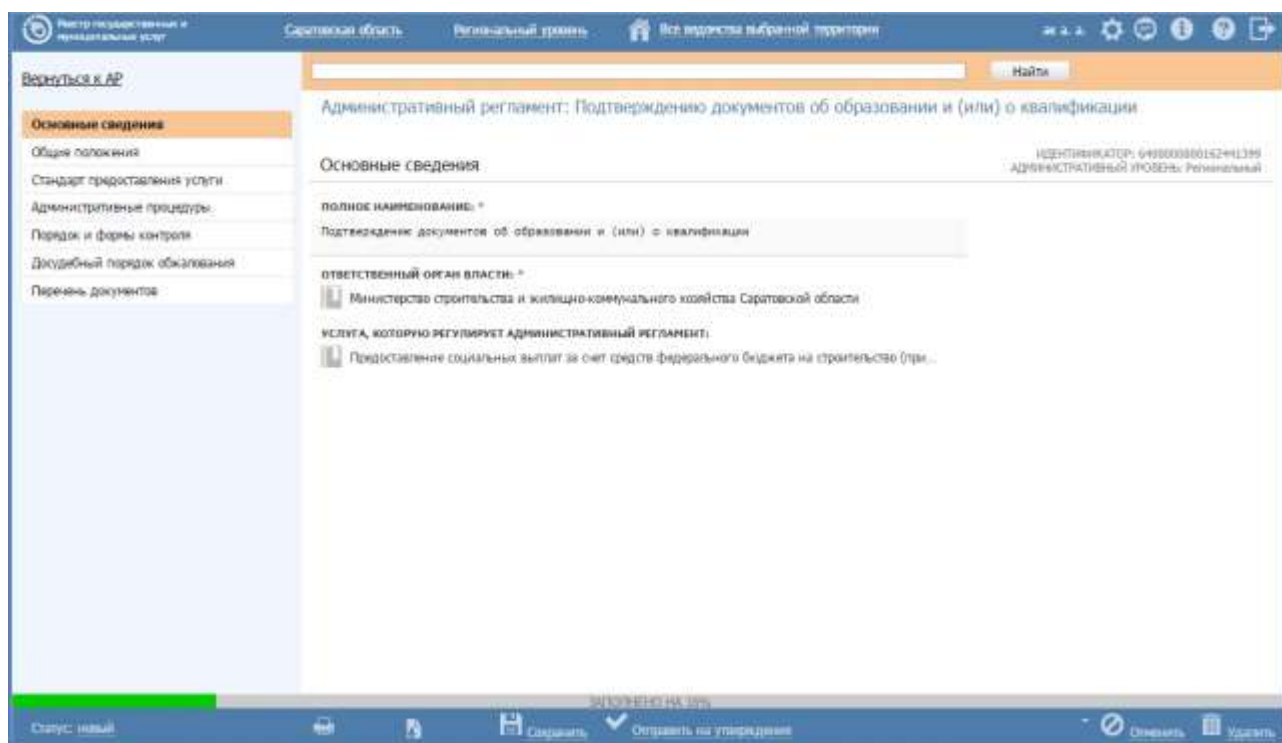 Реестр государственных и
муниципальных услуг
Саратовская область
Региональный уровень
Все ведомства выбранной территории
Вернуться к АР
Найти
Административный регламент: Подтверждению документов об образовании и (или) о квалификации
Основные сведения
Общие положения
Стандарт предоставления услуги
Административные процедуры
Порядок и формы контроля
Досудебный порядок обжалования
Перечень документов
Основные сведения
ИДЕНТИФИКАТОР:
АДМИНИСТРАТИВНЫЙ УРОВЕНЬ: Региональный
ПОЛНОЕ НАИМЕНОВАНИЕ: *
Подтверждение документов об образовании и (или) о квалификации
ОТВЕТСТВЕННЫЙ ОРГАН ВЛАСТИ: *
Министерство строительства и жилищно-коммунального хозяйства Саратовской области
УСЛУГА, КОТОРУЮ РЕГУЛИРУЕТ АДМИНИСТРАТИВНЫЙ РЕГЛАМЕНТ:
Предоставление социальных выплат за счет средств федерального бюджета на строительство (при...
ЗАПОЛНЕНО НА
Статус: новый
Сохранить
Отправить на утверждение
Отменить
Удалить